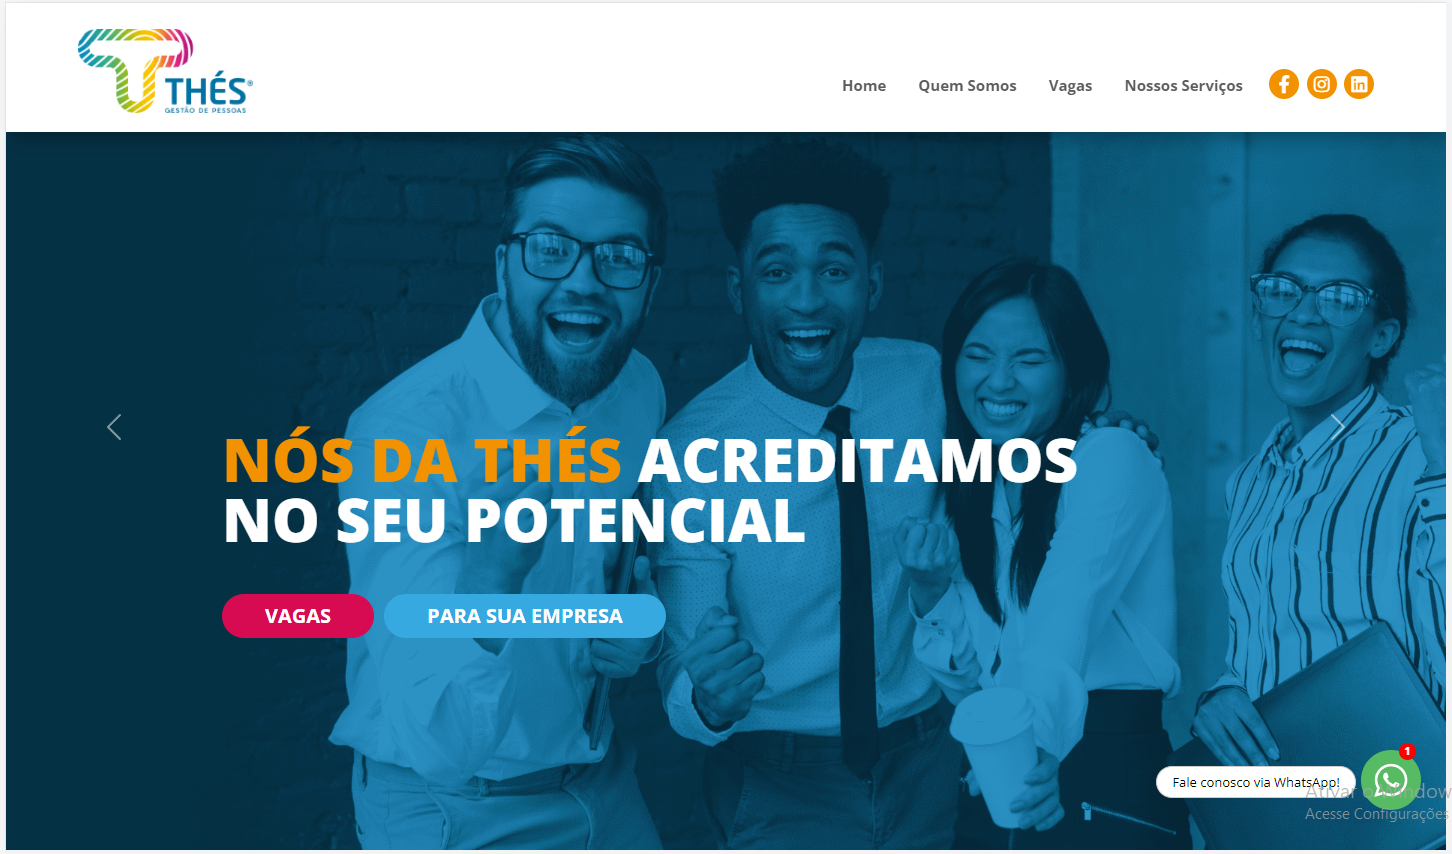 THÉS®
GESTÃO DE PESSOAS
Home Quem Somos Vagas Nossos Serviços
NÓS DA THÉS ACREDITAMOS
NO SEU POTENCIAL
VAGAS PARA SUA EMPRESA
1
Fale conosco via WhatsApp!
Ativar o Window
Acesse Configurações